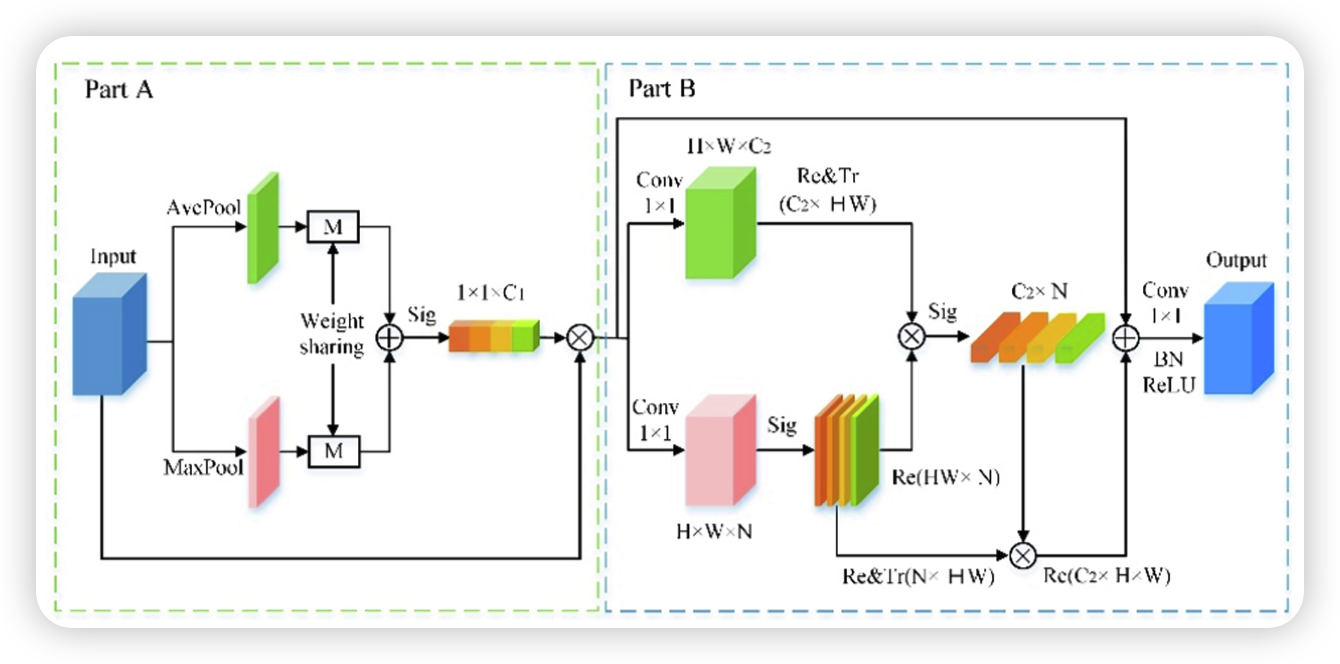 Part A
Part B
H×W×C2
Conv
1×1
Re&Tr
(C2× HW)
AvePool
M
Input
Output
1×1×C1
C2× N
Conv
1×1
Weight
sharing
Sig
Sig
BN
ReLU
Conv
1×1
Sig
MaxPool
M
Re(HW× N)
H×W×N
Re&Tr(N× HW)
Re(C2× H×W)